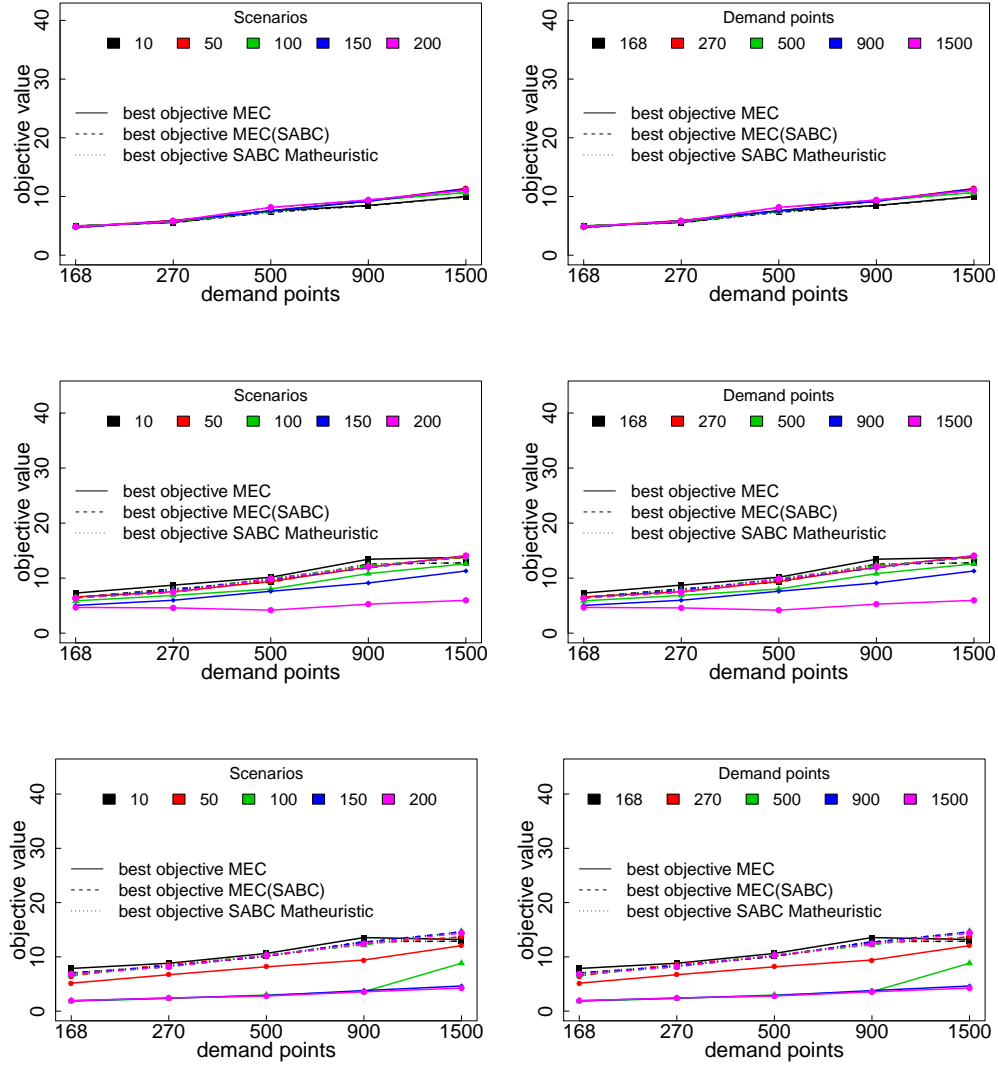 Scenarios
10 50 100 150 200
best objective MEC
best objective MEC(SABC)
best objective SABC Matheuristic
objective value
0 10 20 30 40
168 270 500 900 1500
demand points
Demand points
168 270 500 900 1500
best objective MEC
best objective MEC(SABC)
best objective SABC Matheuristic
objective value
0 10 20 30 40
168 270 500 900 1500
demand points
Scenarios
10 50 100 150 200
best objective MEC
best objective MEC(SABC)
best objective SABC Matheuristic
objective value
0 10 20 30 40
168 270 500 900 1500
demand points
Demand points
168 270 500 900 1500
best objective MEC
best objective MEC(SABC)
best objective SABC Matheuristic
objective value
0 10 20 30 40
168 270 500 900 1500
demand points
Scenarios
10 50 100 150 200
best objective MEC
best objective MEC(SABC)
best objective SABC Matheuristic
objective value
0 10 20 30 40
168 270 500 900 1500
demand points
Demand points
168 270 500 900 1500
best objective MEC
best objective MEC(SABC)
best objective SABC Matheuristic
objective value
0 10 20 30 40
168 270 500 900 1500
demand points